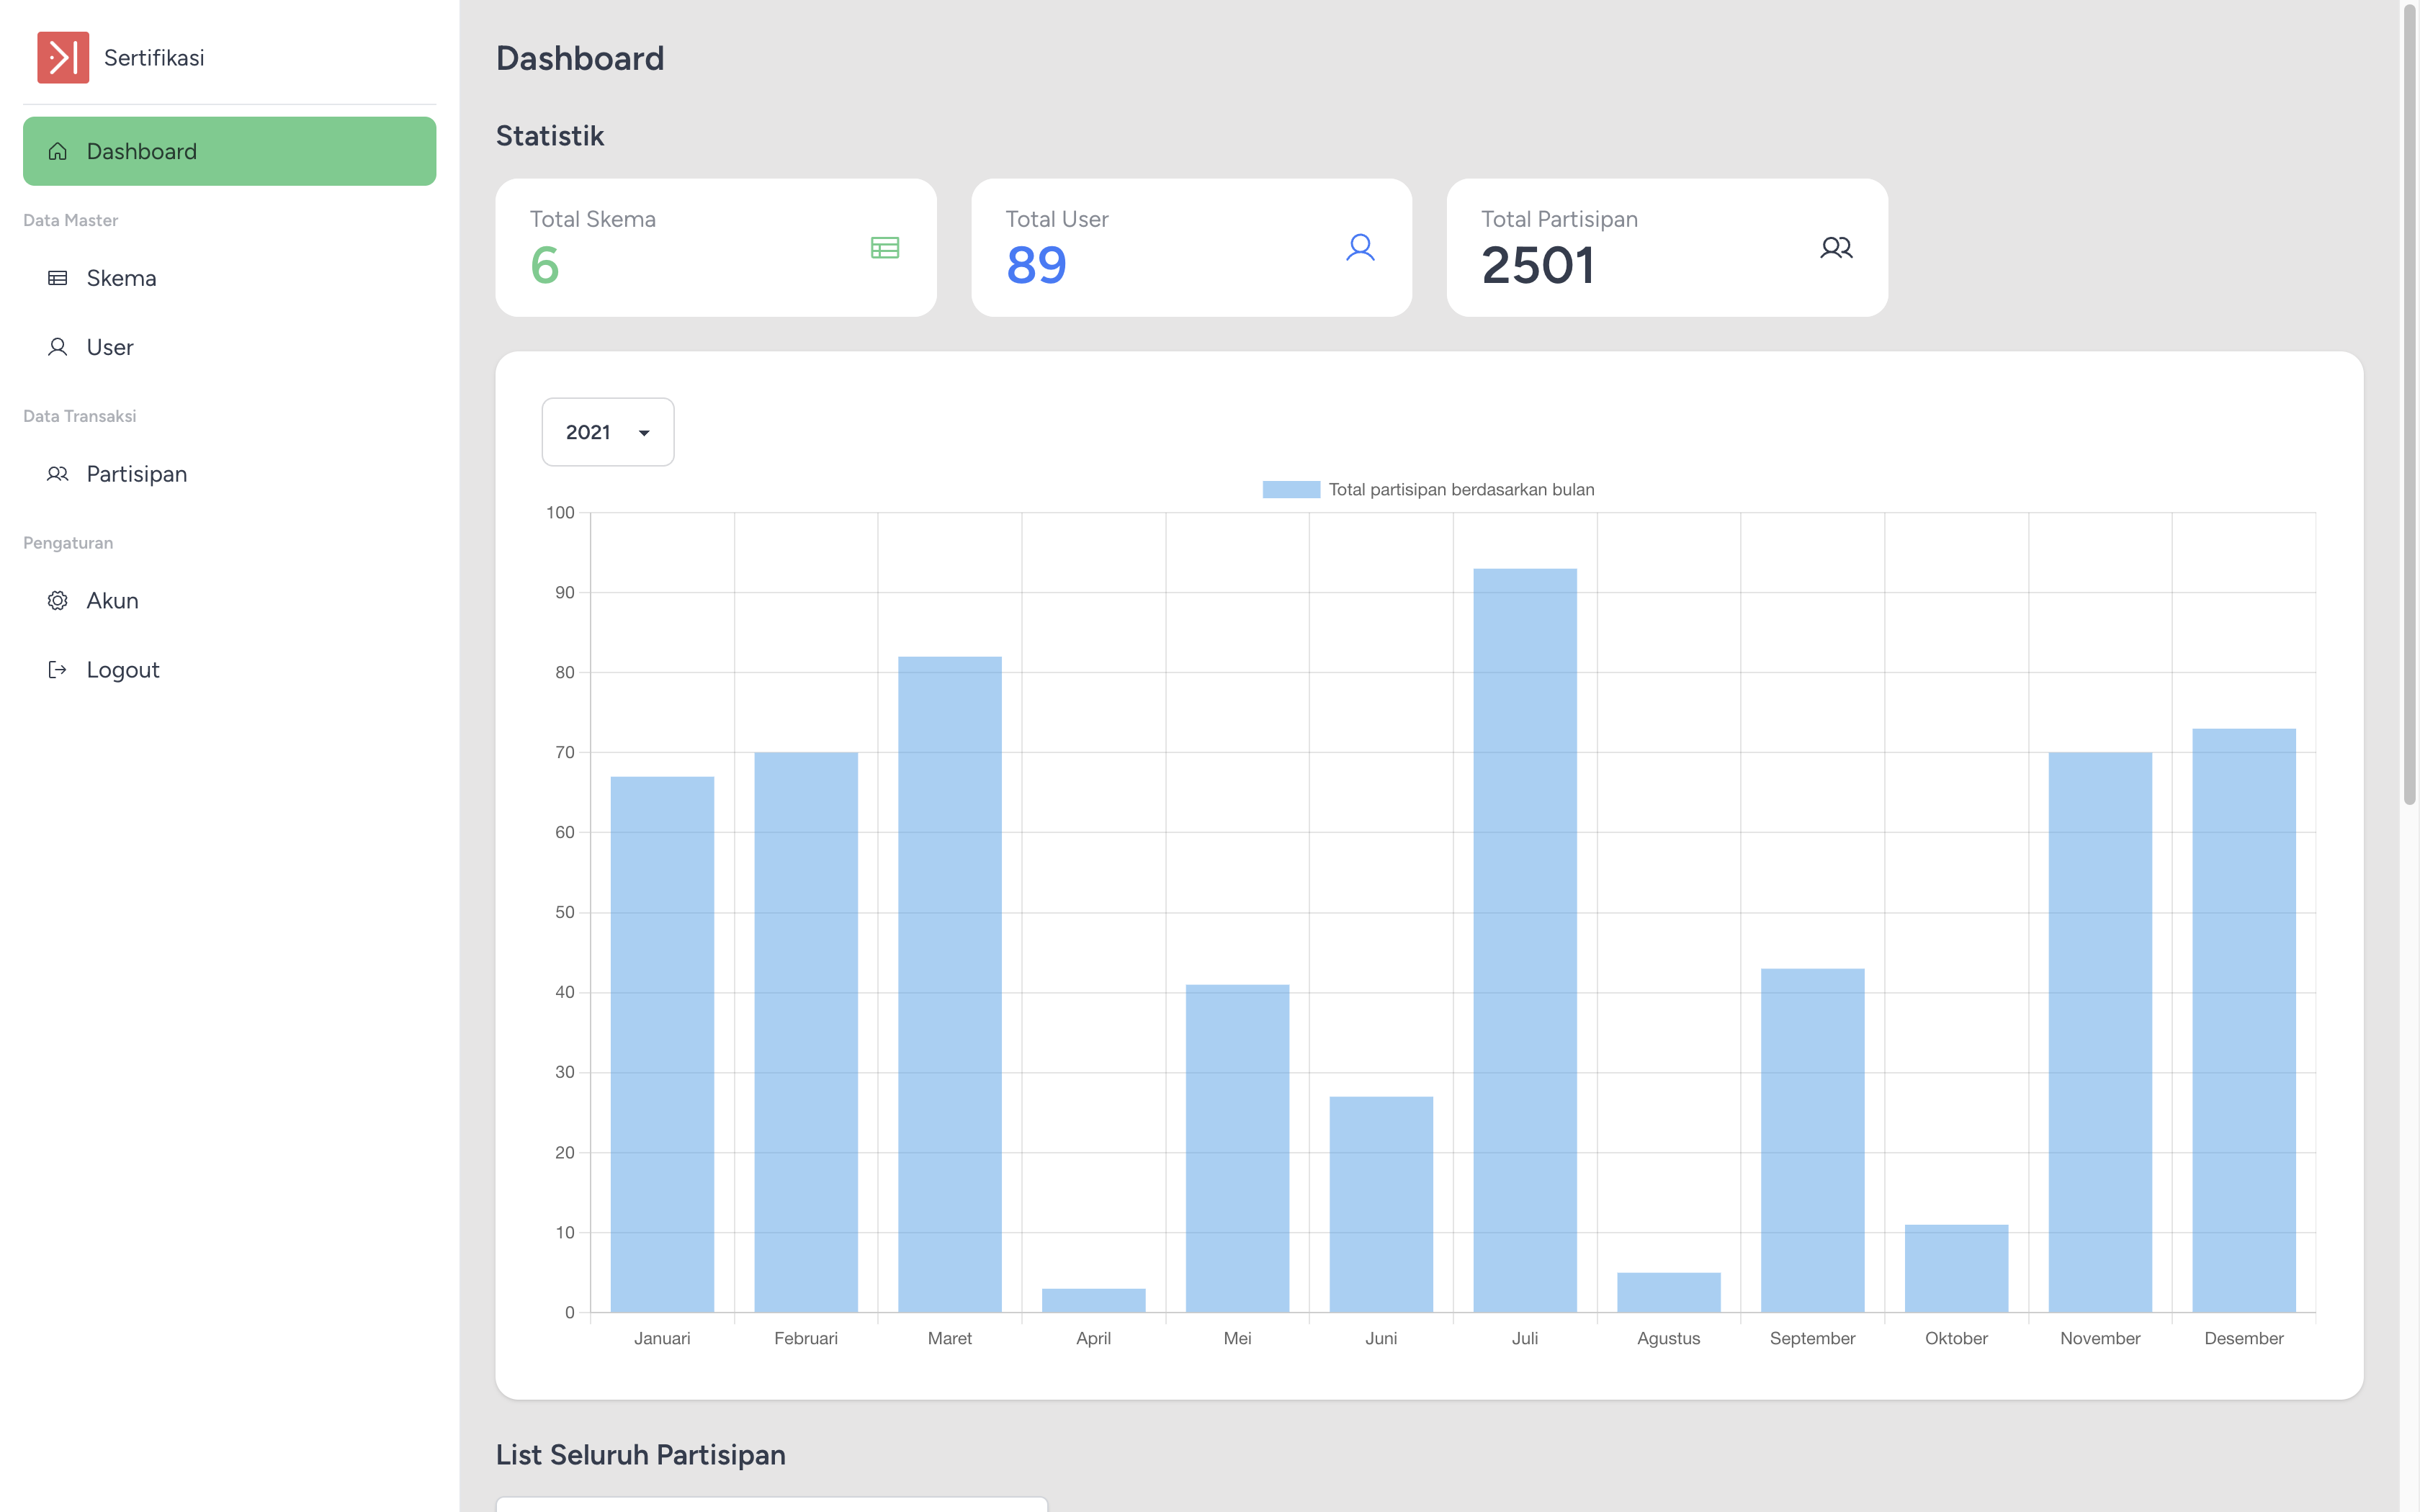 Sertifikasi
Dashboard
Data Master
Skema
User
Data Transaksi
Partisipan
Pengaturan
Akun
Logout
Dashboard
Statistik
Total Skema
6
Total User
89
Total Partisipan
2501
2021
Total partisipan berdasarkan bulan
100
90
80
70
60
50
40
30
20
10
0
Januari Februari Maret April Mei Juni Juli Agustus September Oktober November Desember
List Seluruh Partisipan